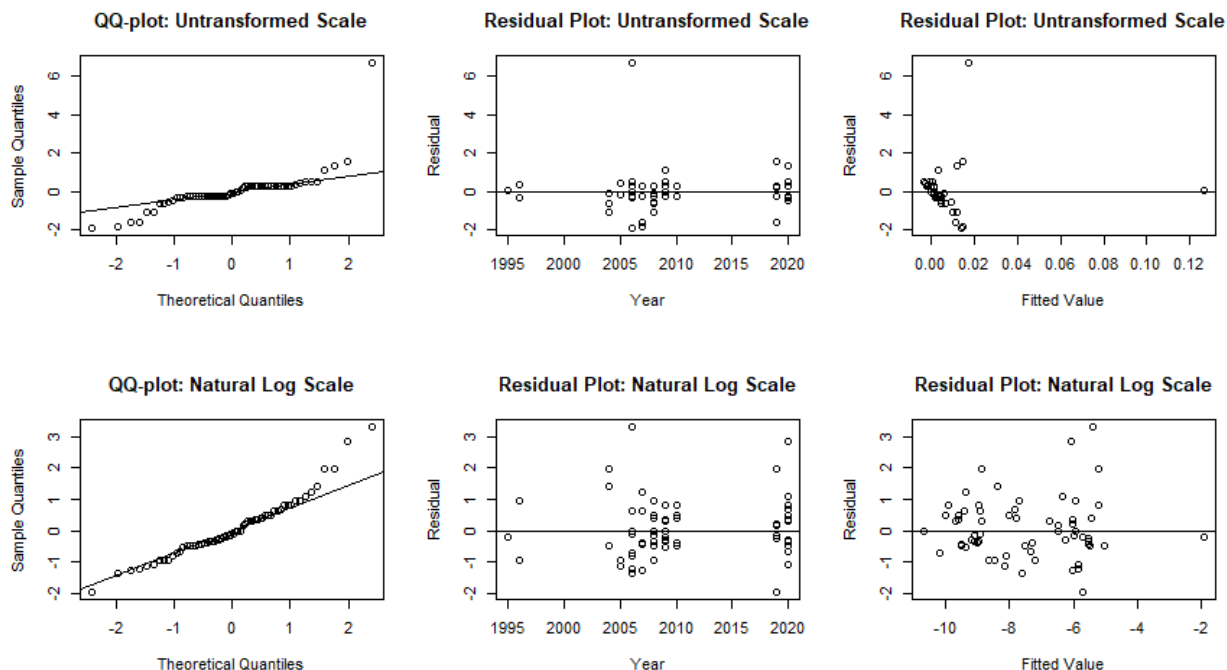 QQ-plot: Untransformed Scale
Sample Quantiles
6
4
2
0
-2
-2 -1 0 1 2
Theoretical Quantiles
Residual Plot: Untransformed Scale
Residual
6
4
2
0
-2
1995 2000 2005 2010 2015 2020
Year
Residual Plot: Untransformed Scale
Residual
6
4
2
0
-2
0.00 0.02 0.04 0.06 0.08 0.10 0.12
Fitted Value
QQ-plot: Natural Log Scale
Sample Quantiles
3
2
1
0
-1
-2
-2 -1 0 1 2
Theoretical Quantiles
Residual Plot: Natural Log Scale
Residual
3
2
1
0
-1
-2
1995 2000 2005 2010 2015 2020
Year
Residual Plot: Natural Log Scale
Residual
3
2
1
0
-1
-2
-10 -8 -6 -4 -2
Fitted Value